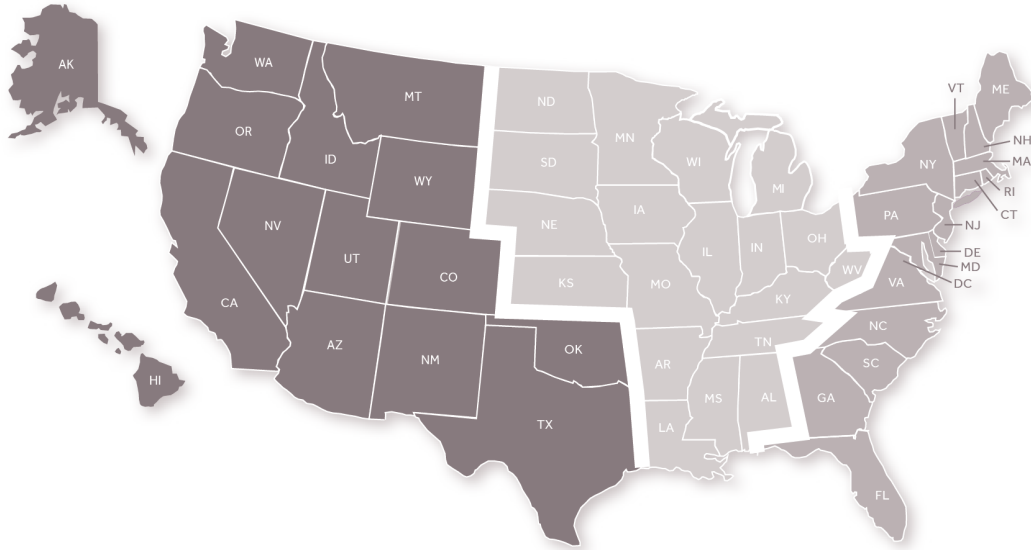 AK
WA
MT
ND
MN
VT
ME
OR
ID
WY
SD
WI
MI
NY
NH
MA
RI
CT
NV
UT
CO
NE
IA
IL
IN
OH
PA
NJ
DE
MD
DC
CA
KS
MO
KY
WV
VA
AZ
NM
OK
AR
TN
NC
SC
HI
TX
LA
MS
AL
GA
FL